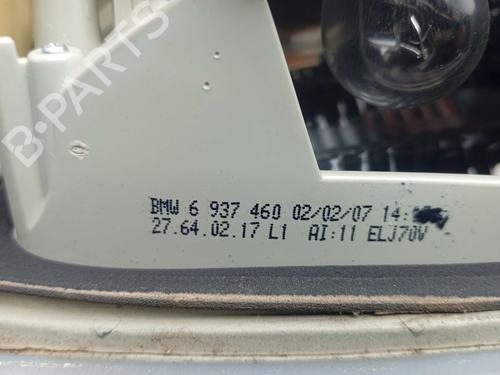 B-PARTS
BMW 6 937 460 02/02/07 14:
27.64.02.17 L1 AI:11 ELJ70V